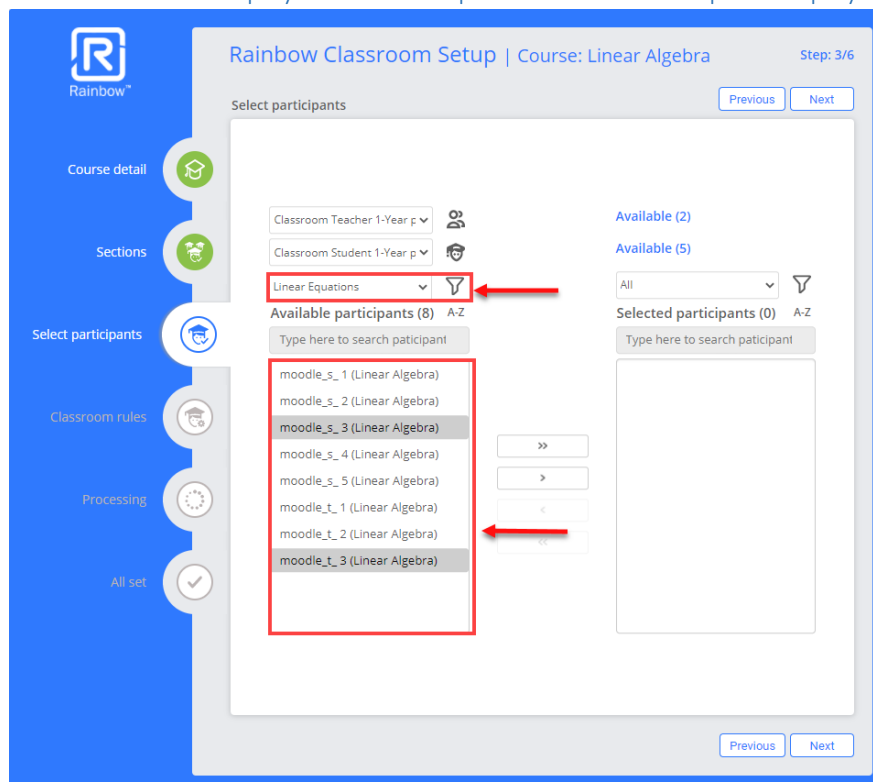 Rainbow™
Rainbow Classroom Setup | Course: Linear Algebra
Step: 3/6
Select participants
Previous
Next
Course detail
Sections
Select participants
Classroom rules
Processing
All set
Classroom Teacher 1-Year p
Available (2)
Classroom Student 1-Year p
Available (5)
Linear Equations
All
Available participants (8) A-Z
Selected participants (0) A-Z
Type here to search paticipant
Type here to search paticipant
moodle_s_ 1 (Linear Algebra)
moodle_s_ 2 (Linear Algebra)
moodle_s_ 3 (Linear Algebra)
moodle_s_ 4 (Linear Algebra)
moodle_s_ 5 (Linear Algebra)
moodle_t_ 1 (Linear Algebra)
moodle_t_ 2 (Linear Algebra)
moodle_t_ 3 (Linear Algebra)
»
>
<
«
Previous
Next